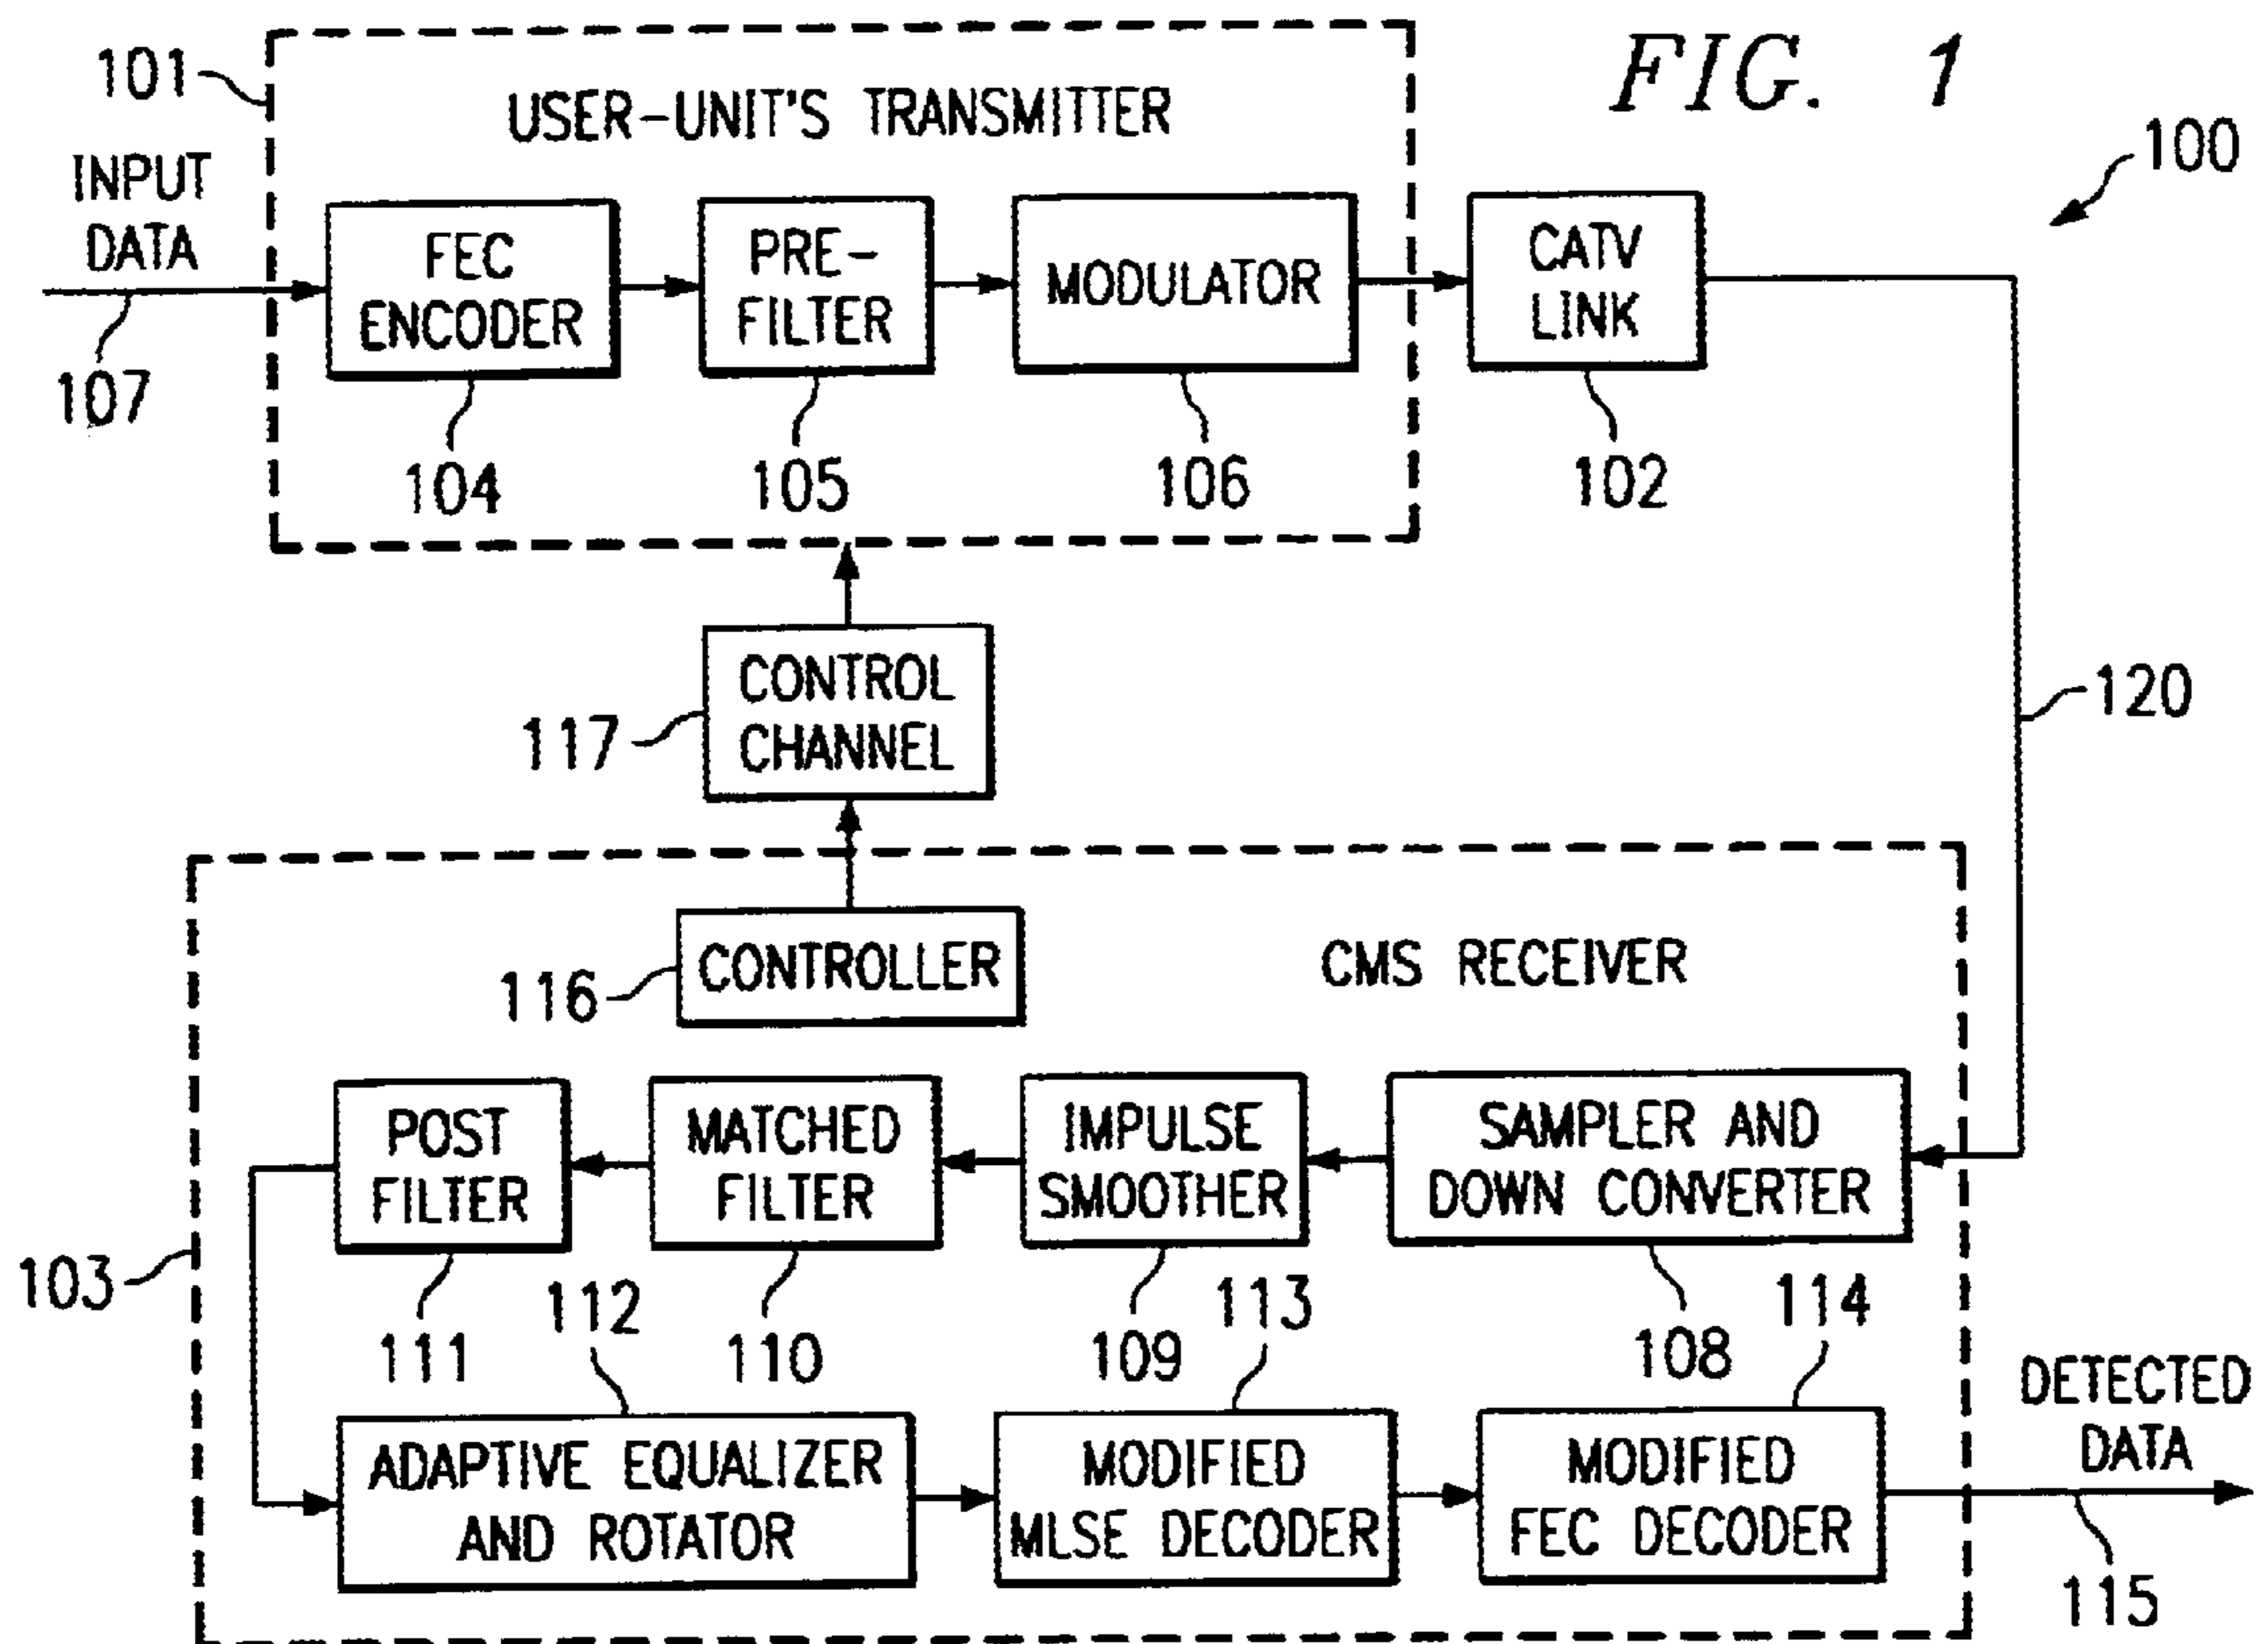 FIG. 1
100
101
USER-UNIT'S TRANSMITTER
INPUT
DATA
107
FEC
ENCODER
104
PRE-
FILTER
105
MODULATOR
106
CATV
LINK
102
CONTROL
CHANNEL
117
120
CONTROLLER
116
CMS RECEIVER
103
POST
FILTER
111
MATCHED
FILTER
110
IMPULSE
SMOOTHER
109
SAMPLER AND
DOWN CONVERTER
108
112
ADAPTIVE EQUALIZER
AND ROTATOR
113
MODIFIED
MLSE DECODER
114
MODIFIED
FEC DECODER
DETECTED
DATA
115